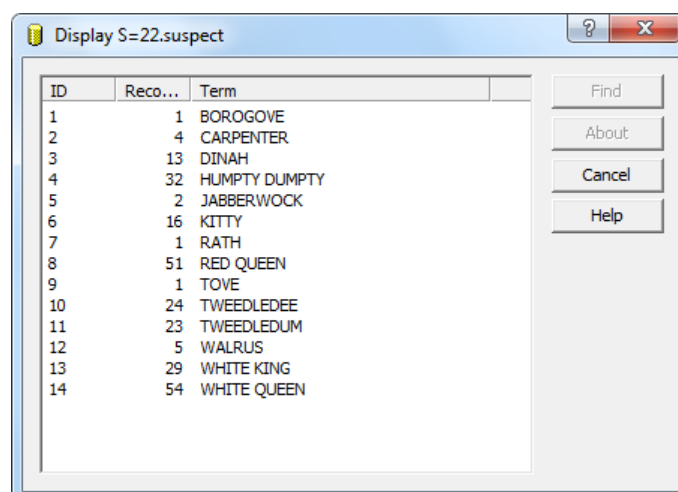 Display S=22.suspect
ID Reco... Term
1 1 BOROGOVE
2 4 CARPENTER
3 13 DINAH
4 32 HUMPTY DUMPTY
5 2 JABBERWOCK
6 16 KITTY
7 1 RATH
8 51 RED QUEEN
9 1 TOVE
10 24 TWEEDLEDEE
11 23 TWEEDLEDUM
12 5 WALRUS
13 29 WHITE KING
14 54 WHITE QUEEN
Find
About
Cancel
Help